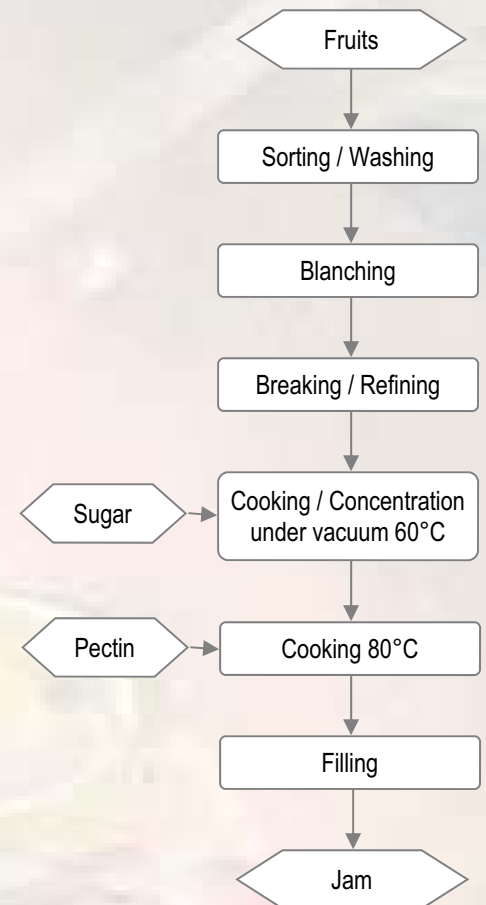 Fruits
Sorting / Washing
Blanching
Breaking / Refining
Sugar
Cooking / Concentration
under vacuum 60°C
Pectin
Cooking 80°C
Filling
Jam